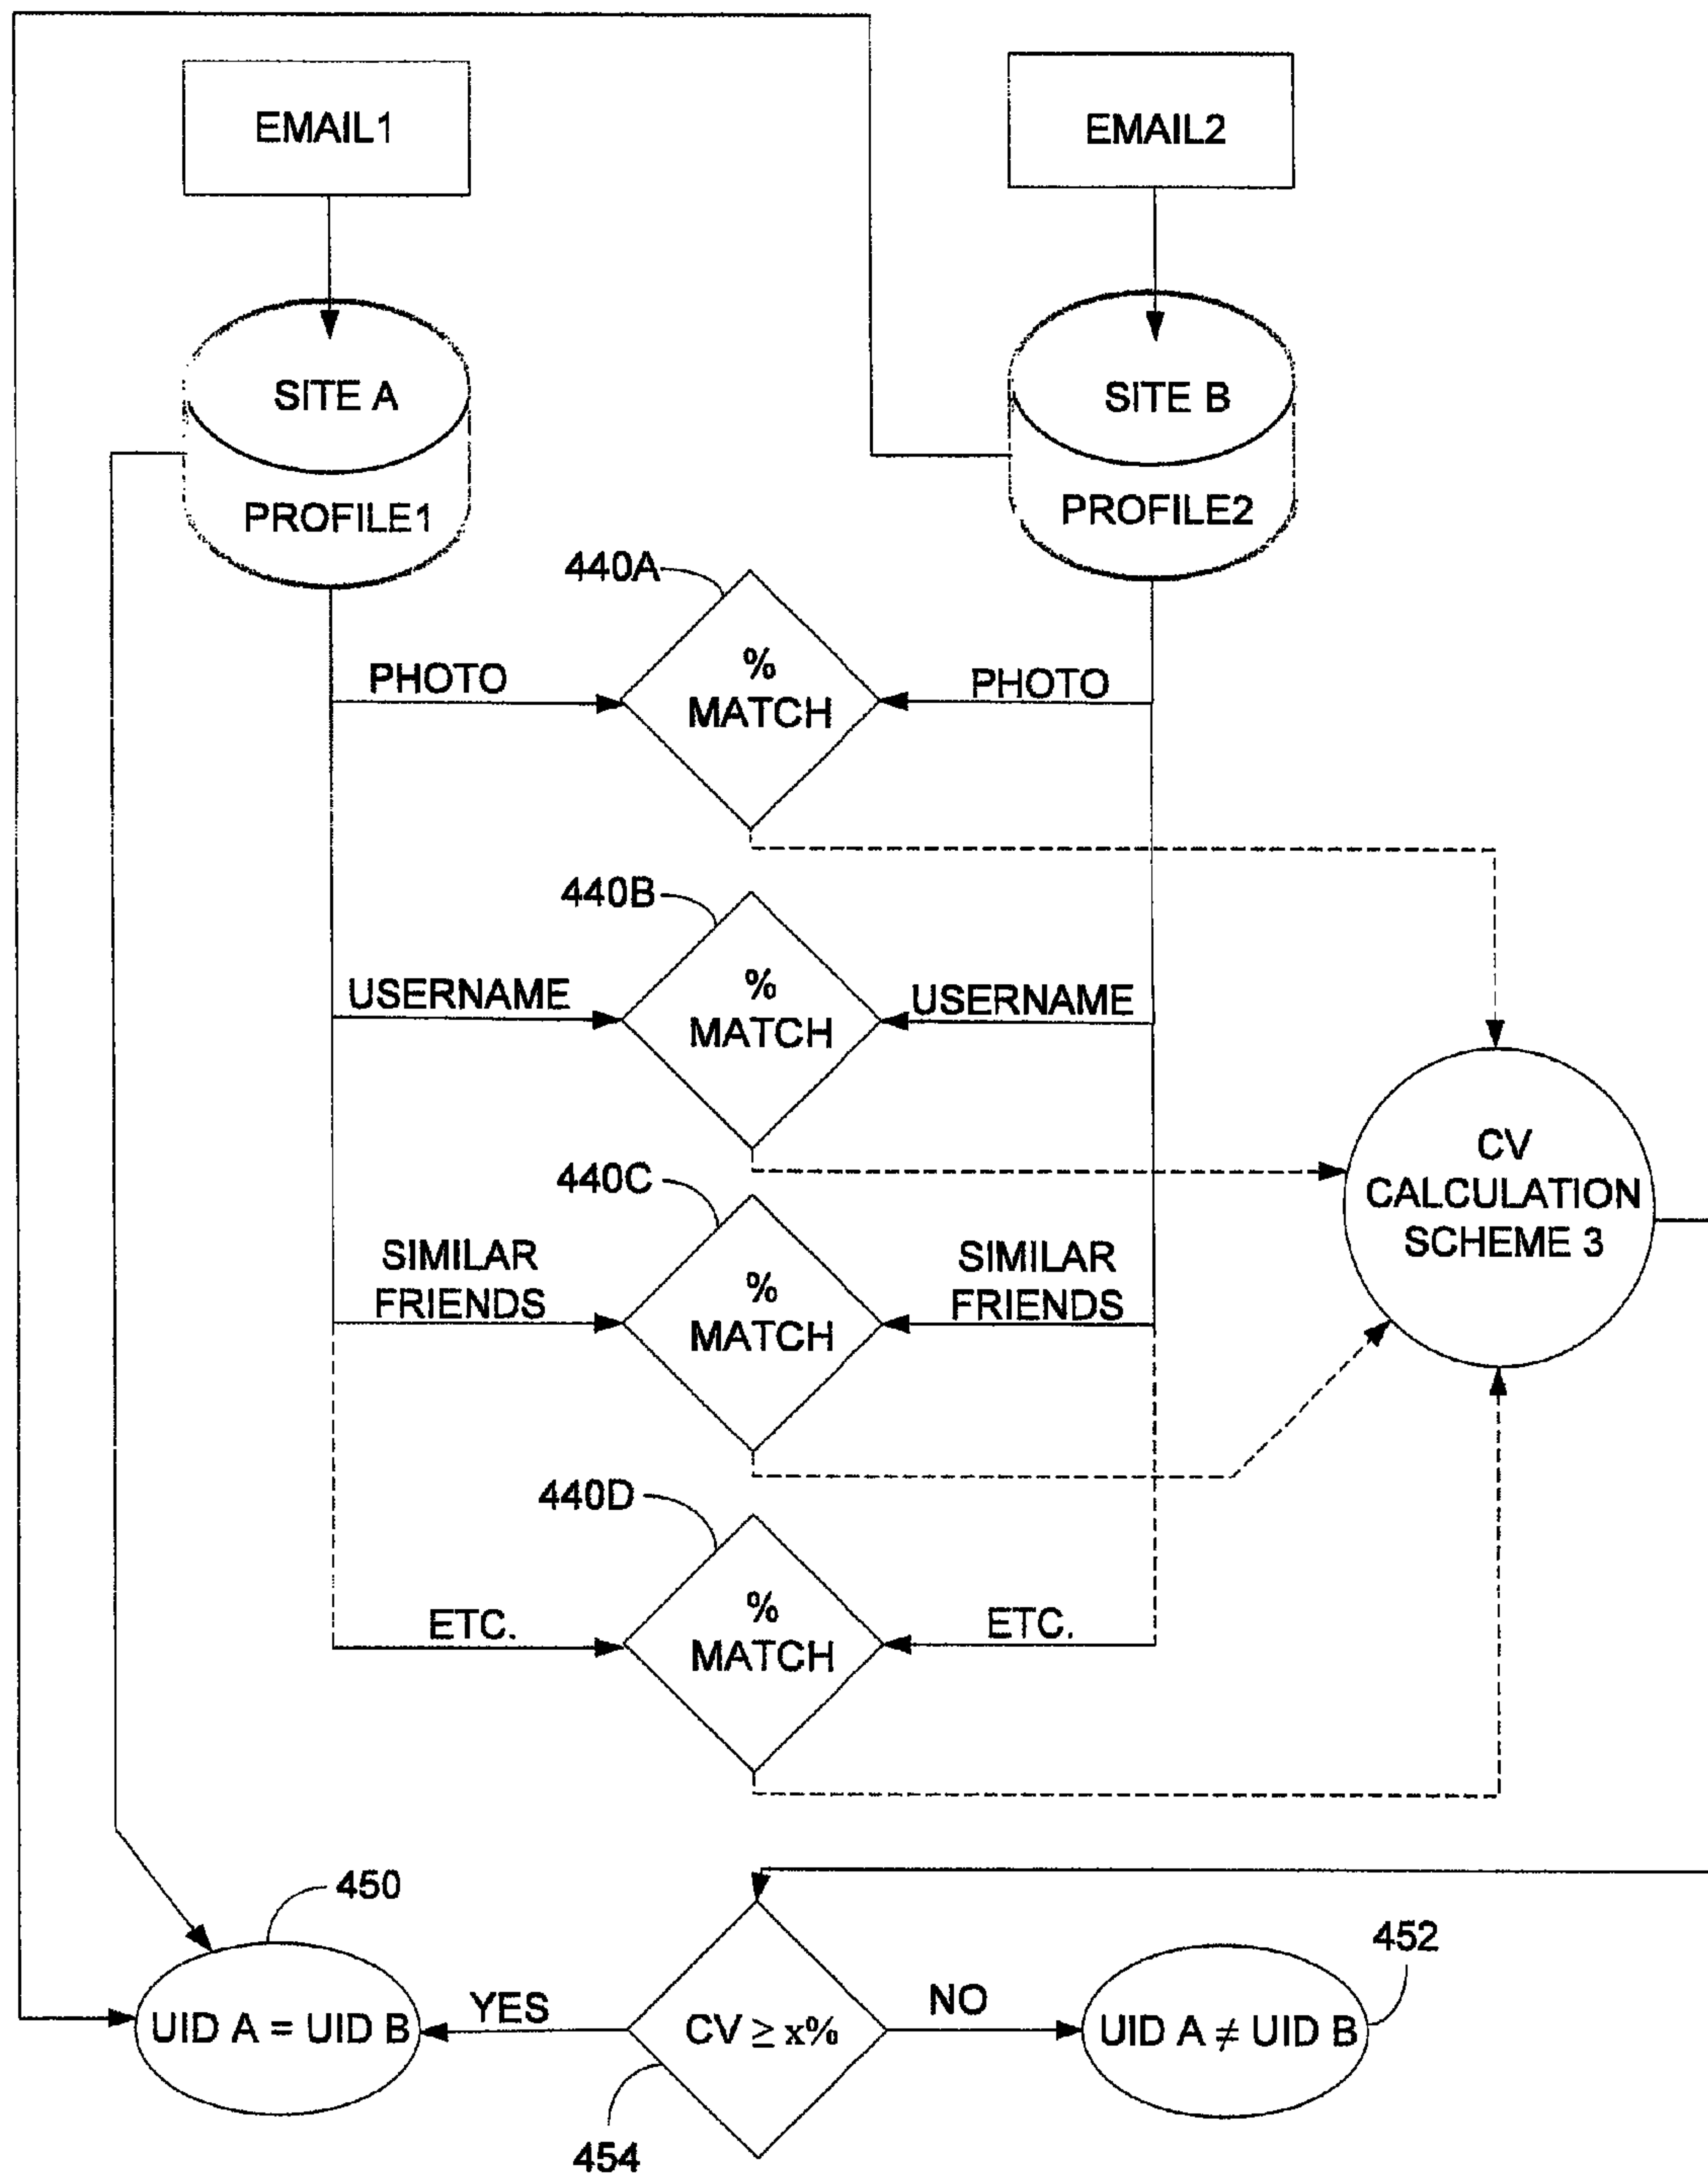 EMAIL1
EMAIL2
SITE A
SITE B
PROFILE1
PROFILE2
440A
PHOTO
%
MATCH
PHOTO
440B
USERNAME
%
MATCH
USERNAME
CV
CALCULATION
SCHEME 3
440C
SIMILAR
FRIENDS
%
MATCH
SIMILAR
FRIENDS
440D
ETC.
%
MATCH
ETC.
450
452
UID A = UID B
YES
CV ≥ x%
NO
UID A ≠ UID B
454